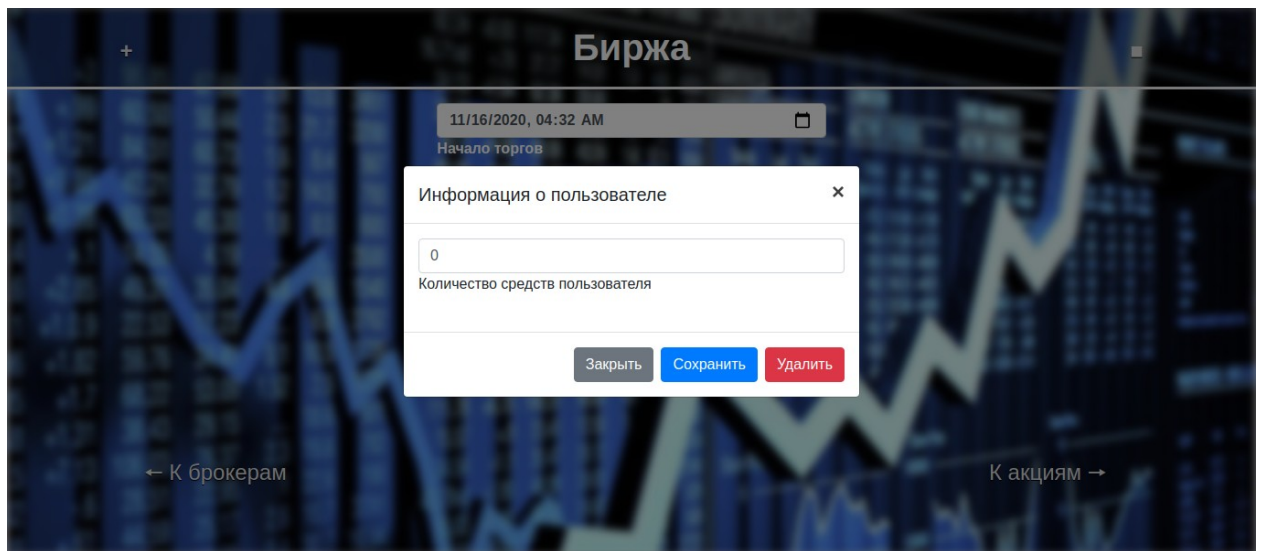 +
Биржа
■
11/16/2020, 04:32 AM
Начало торгов
Информация о пользователе
×
0
Количество средств пользователя
Закрыть Сохранить Удалить
← К брокерам
К акциям →